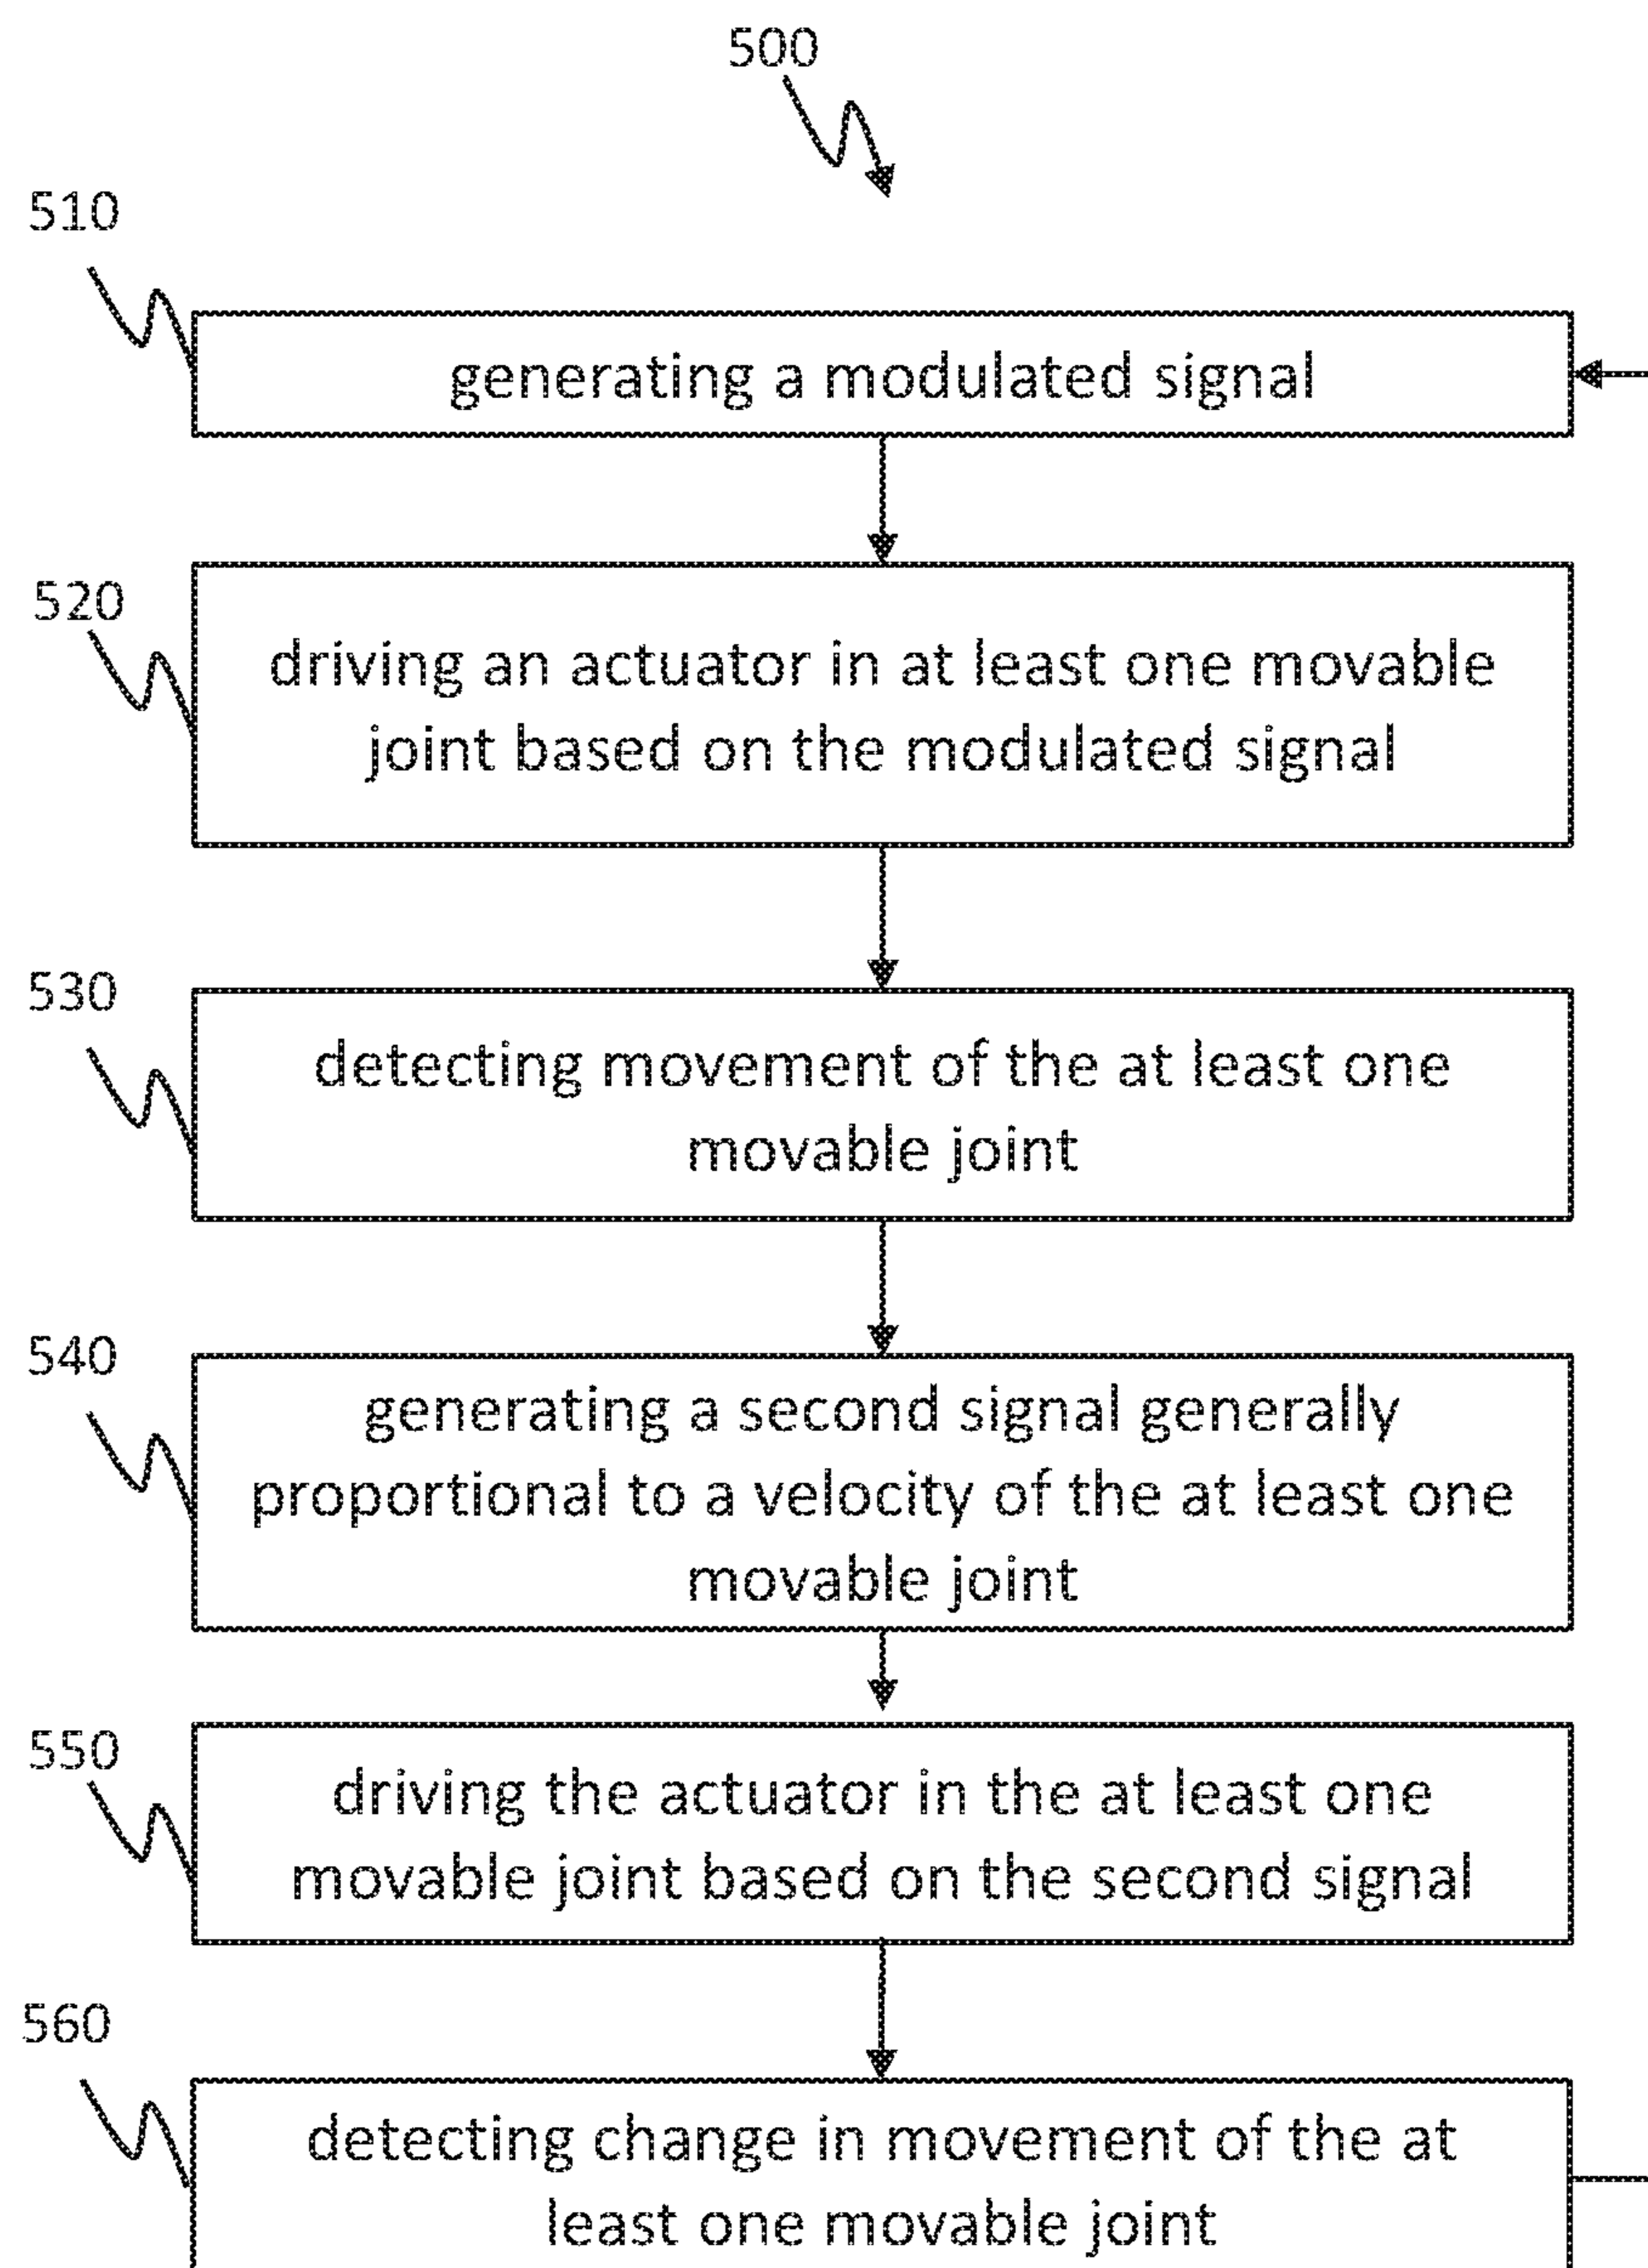 500
510
generating a modulated signal
520
driving an actuator in at least one movable
joint based on the modulated signal
530
detecting movement of the at least one
movable joint
540
generating a second signal generally
proportional to a velocity of the at least one
movable joint
550
driving the actuator in the at least one
movable joint based on the second signal
560
detecting change in movement of the at
least one movable joint